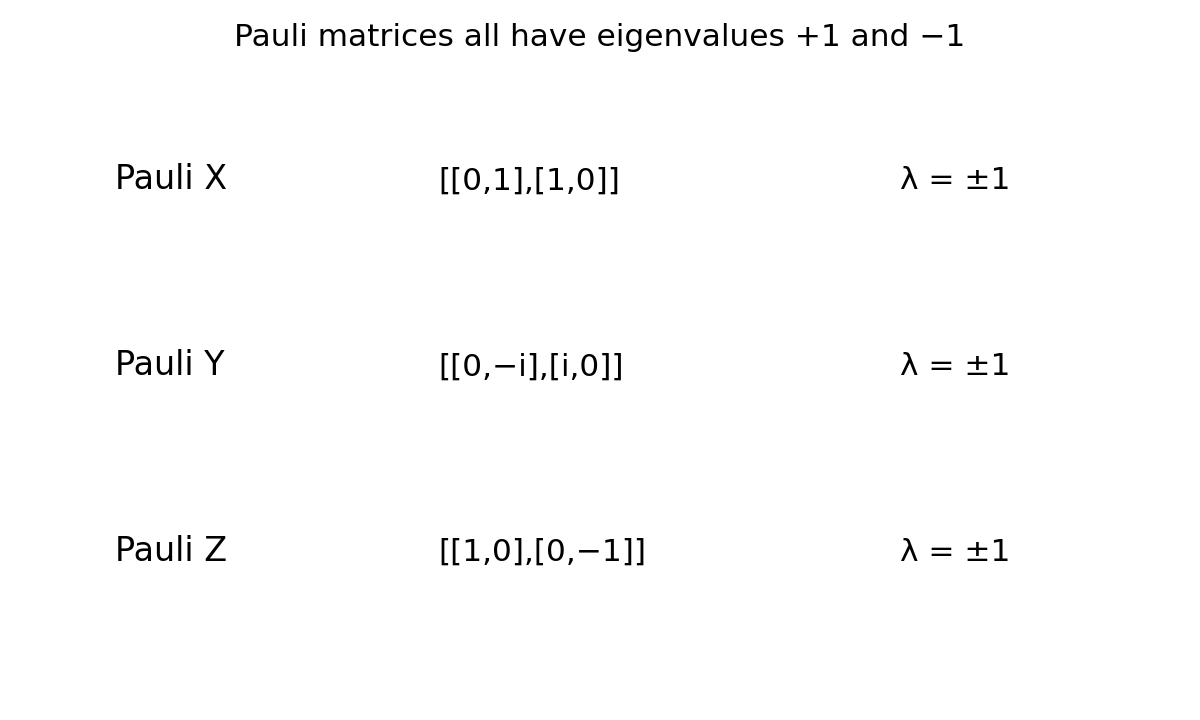 Pauli matrices all have eigenvalues +1 and −1
Pauli X [[0,1],[1,0]] λ = ±1
Pauli Y [[0,−i],[i,0]] λ = ±1
Pauli Z [[1,0],[0,−1]] λ = ±1